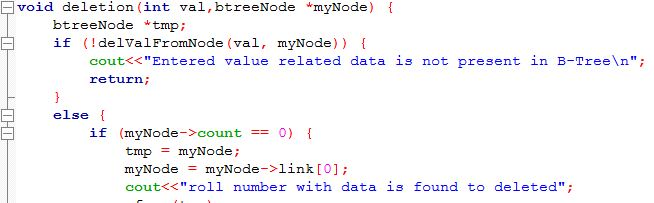 void deletion(int val,btreeNode *myNode) {
btreeNode *tmp;
if (!delValFromNode(val, myNode)) {
cout<<"Entered value related data is not present in B-Tree\n";
return;
}
else {
if (myNode->count == 0) {
tmp = myNode;
myNode = myNode->link[0];
cout<<"roll number with data is found to deleted";